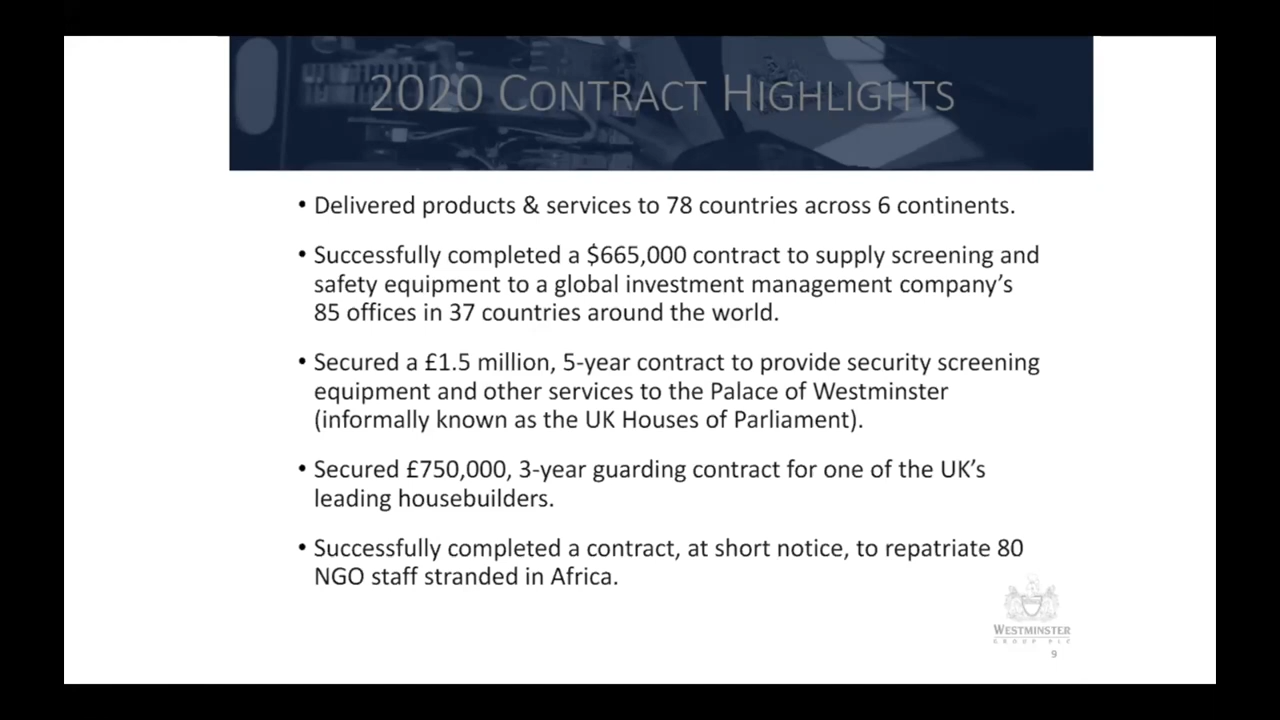 2020 CONTRACT HIGHLIGHTS
• Delivered products & services to 78 countries across 6 continents.
• Successfully completed a $665,000 contract to supply screening and
safety equipment to a global investment management company's
85 offices in 37 countries around the world.
• Secured a £1.5 million, 5-year contract to provide security screening
equipment and other services to the Palace of Westminster
(informally known as the UK Houses of Parliament).
• Secured £750,000, 3-year guarding contract for one of the UK's
leading housebuilders.
• Successfully completed a contract, at short notice, to repatriate 80
NGO staff stranded in Africa.
WESTMINSTER
GROUP PLC
9